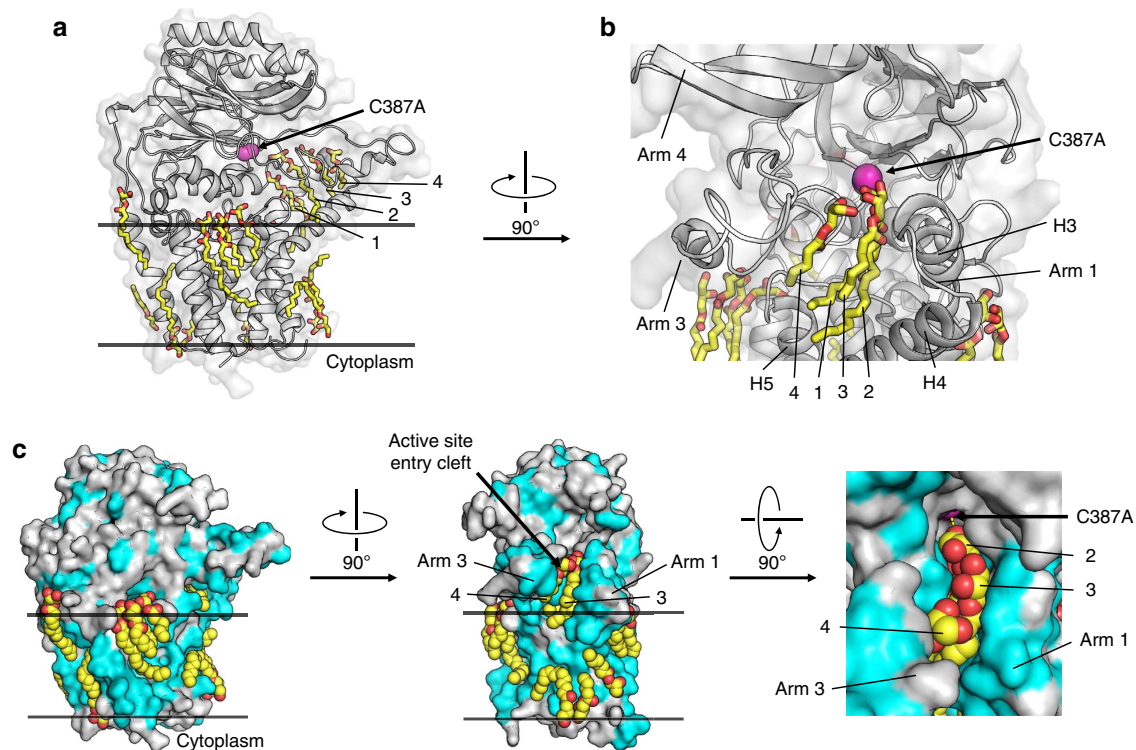 a
C387A
4
3
2
1
Cytoplasm
90°
b
Arm 4
C387A
H3
Arm 1
Arm 3
H5
4
1
3
2
H4
c
Cytoplasm
90°
Active site
entry cleft
Arm 3
Arm 1
4
3
90°
C387A
2
3
4
Arm 1
Arm 3